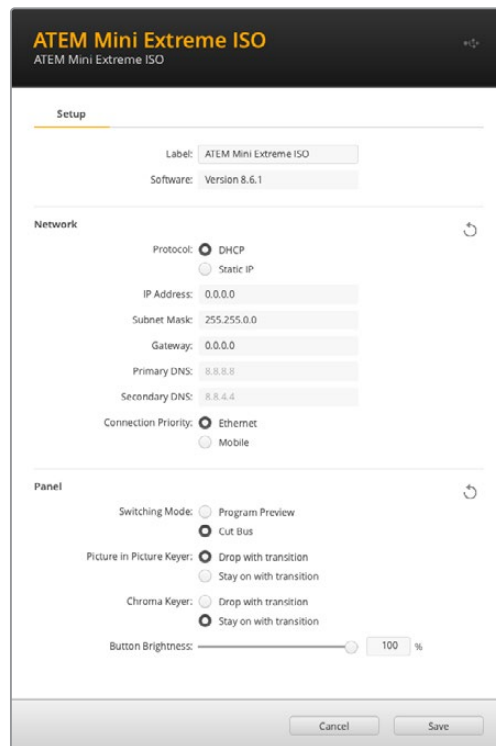 ATEM Mini Extreme ISO
ATEM Mini Extreme ISO
Setup
Label: ATEM Mini Extreme ISO
Software: Version 8.6.1
Network
Protocol: DHCP
Static IP
IP Address: 0.0.0.0
Subnet Mask: 255.255.0.0
Gateway: 0.0.0.0
Primary DNS: 8.8.8.8
Secondary DNS: 8.8.4.4
Connection Priority: Ethernet
Mobile
Panel
Switching Mode: Program Preview
Cut Bus
Picture in Picture Keyer: Drop with transition
Stay on with transition
Chroma Keyer: Drop with transition
Stay on with transition
Button Brightness: 100 %
Cancel Save